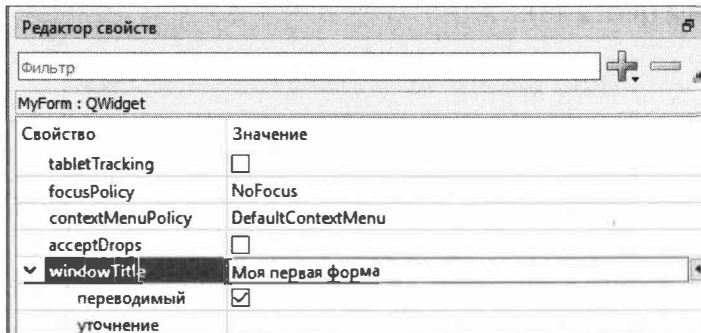 Редактор свойств
Фильтр
MyForm : QWidget
Свойство Значение
tabletTracking
focusPolicy NoFocus
contextMenuPolicy DefaultContextMenu
acceptDrops
windowTitle Моя первая форма
переводимый
уточнение